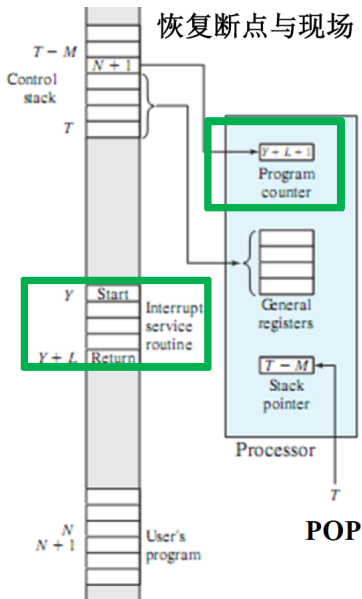 恢复断点与现场
T − M
N + 1
Control
stack
T
Y + L + 1
Program
counter
Y
Start
Interrupt
service
routine
Y + L
Return
General
registers
T − M
Stack
pointer
Processor
T
POP
N
N + 1
User's
program